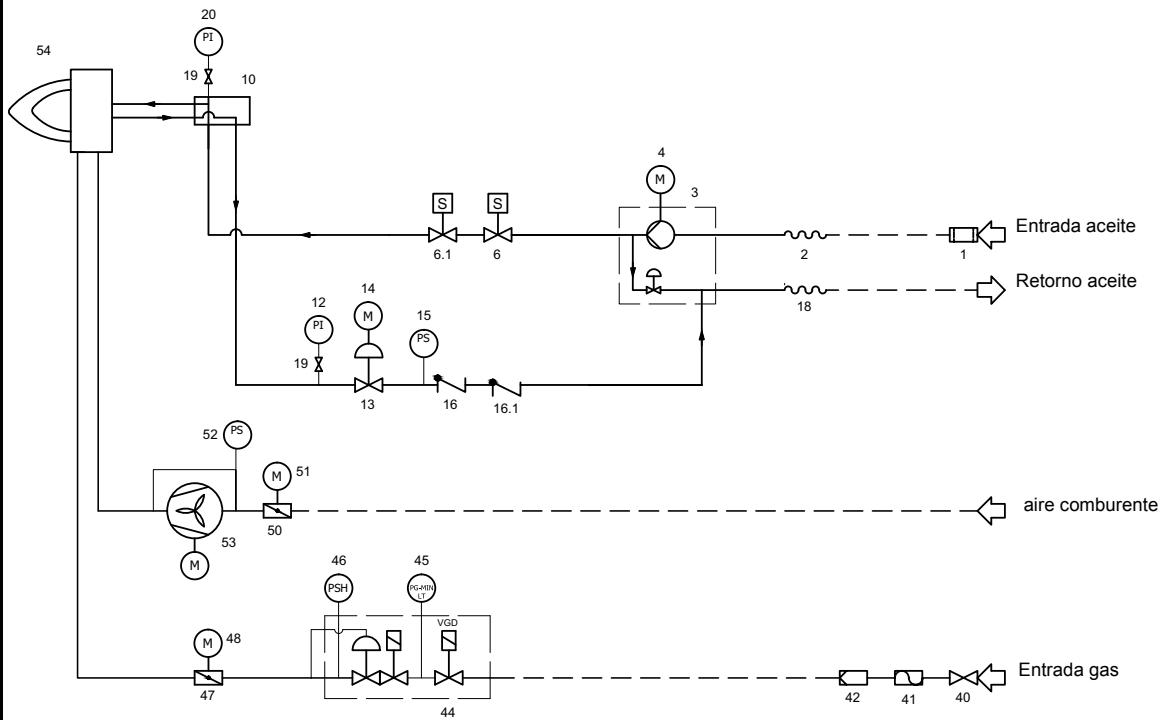 20
PI
54
19
10
4
M
3
S
S
Entrada aceite
6.1
6
2
1
Retorno aceite
12
14
15
18
PI
M
PS
19
13
16
16.1
52
PS
M
51
aire comburente
53
50
M
46
45
PSH
PG-MIN
LT
VGD
M
48
Entrada gas
47
42
41
40
44